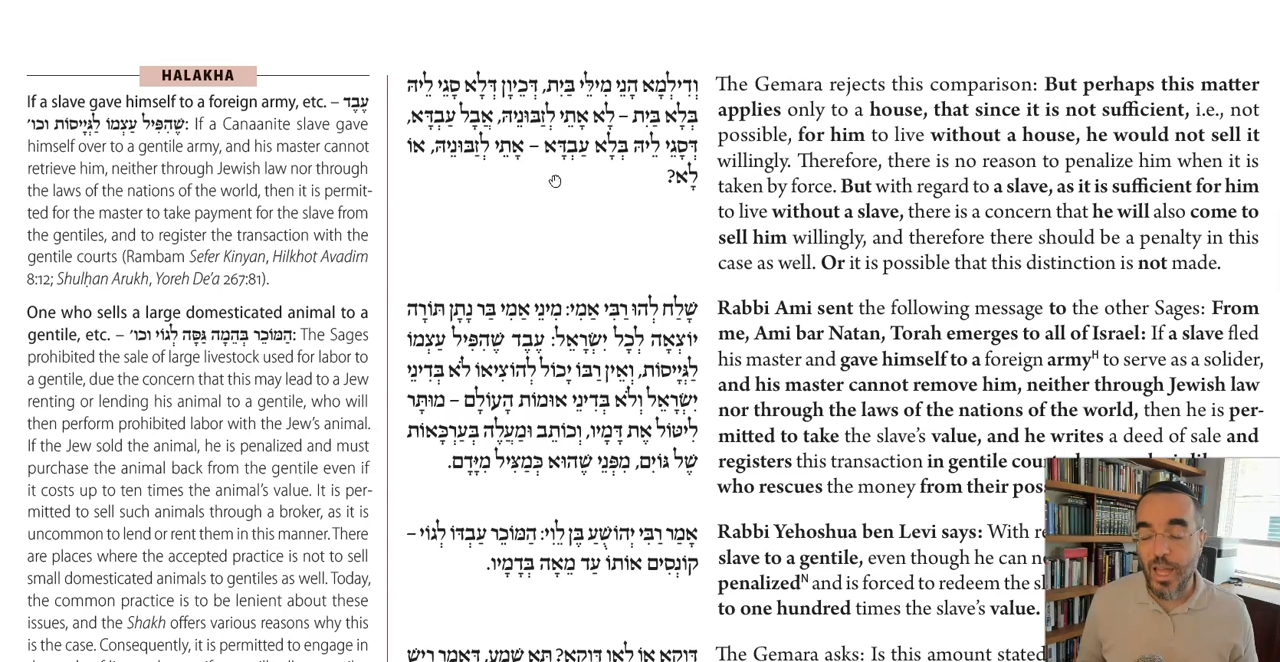 HALAKHA
If a slave gave himself to a foreign army, etc. – עֶבֶד
שֶׁהִפִּיל עַצְמוֹ לַגְּיָיסוֹת וכו׳: If a Canaanite slave gave
himself over to a gentile army, and his master cannot
retrieve him, neither through Jewish law nor through
the laws of the nations of the world, then it is permit-
ted for the master to take payment for the slave from
the gentiles, and to register the transaction with the
gentile courts (Rambam Sefer Kinyan, Hilkhot Avadim
8:12; Shulḥan Arukh, Yoreh De'a 267:81).
One who sells a large domesticated animal to a
gentile, etc. – הַמּוֹכֵר בְּהֵמָה גַּסָּה לְגוֹי וכו׳: The Sages
prohibited the sale of large livestock used for labor to
a gentile, due the concern that this may lead to a Jew
renting or lending his animal to a gentile, who will
then perform prohibited labor with the Jew's animal.
If the Jew sold the animal, he is penalized and must
purchase the animal back from the gentile even if
it costs up to ten times the animal's value. It is per-
mitted to sell such animals through a broker, as it is
uncommon to lend or rent them in this manner. There
are places where the accepted practice is not to sell
small domesticated animals to gentiles as well. Today,
the common practice is to be lenient about these
issues, and the Shakh offers various reasons why this
is the case. Consequently, it is permitted to engage in
וְדִילְמָא הָנֵי מִילֵּי בַּיִת, דְּכֵיוָן דְּלָא סָגֵי לֵיהּ
בְּלָא בַּיִת – לָא אָתֵי לְזַבּוּנֵיהּ, אֲבָל עַבְדָּא,
דְּסָגֵי לֵיהּ בְּלָא עַבְדָּא – אָתֵי לְזַבּוּנֵיהּ, אוֹ
לָא?
שְׁלַח לְהוּ רַבִּי אַמֵּי: מִינִּי אַמִּי בַּר נָתָן תּוֹרָה
יוֹצְאָה לְכׇל יִשְׂרָאֵל: עֶבֶד שֶׁהִפִּיל עַצְמוֹ
לַגְּיָיסוֹת, וְאֵין רַבּוֹ יָכוֹל לְהוֹצִיאוֹ לֹא בְּדִינֵי
יִשְׂרָאֵל וְלֹא בְּדִינֵי אוּמּוֹת הָעוֹלָם – מוּתָּר
לִיטּוֹל אֶת דָּמָיו, וְכוֹתֵב וּמַעֲלֶה בְּעַרְכָּאוֹת
שֶׁל גּוֹיִם, מִפְּנֵי שֶׁהוּא כְּמַצִּיל מִיָּדָם.
אָמַר רַבִּי יְהוֹשֻׁעַ בֶּן לֵוִי: הַמּוֹכֵר עַבְדּוֹ לְגוֹי –
קוֹנְסִים אוֹתוֹ עַד מֵאָה בְּדָמָיו.
דַּוְקָא אוֹ לָאו דַּוְקָא? תָּא שְׁמַע, דְּאָמַר רֵישׁ
The Gemara rejects this comparison: But perhaps this matter
applies only to a house, that since it is not sufficient, i.e., not
possible, for him to live without a house, he would not sell it
willingly. Therefore, there is no reason to penalize him when it is
taken by force. But with regard to a slave, as it is sufficient for him
to live without a slave, there is a concern that he will also come to
sell him willingly, and therefore there should be a penalty in this
case as well. Or it is possible that this distinction is not made.
Rabbi Ami sent the following message to the other Sages: From
me, Ami bar Natan, Torah emerges to all of Israel: If a slave fled
his master and gave himself to a foreign armyᴴ to serve as a solider,
and his master cannot remove him, neither through Jewish law
nor through the laws of the nations of the world, then he is per-
mitted to take the slave's value, and he writes a deed of sale and
registers this transaction in gentile
who rescues the money from their
Rabbi Yehoshua ben Levi says: With
slave to a gentile, even though he can
penalizedᴺ and is forced to redeem the
to one hundred times the slave's value.
The Gemara asks: Is this amount stated